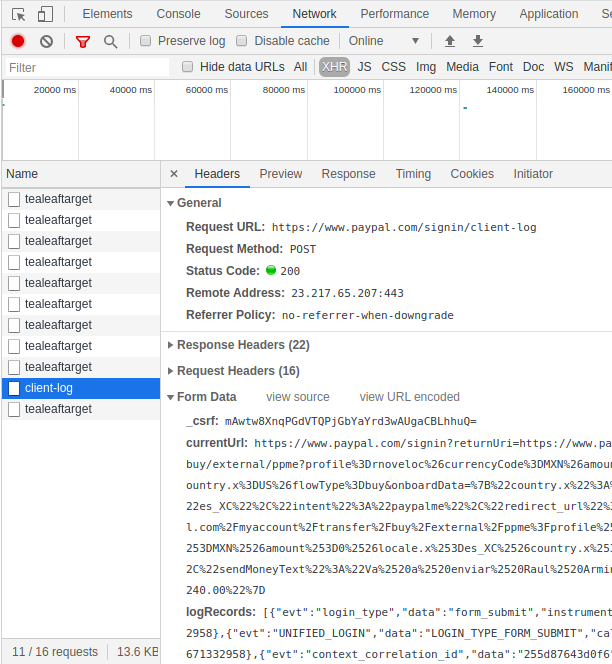 Elements Console Sources Network Performance Memory Application S
Preserve log Disable cache Online
Filter Hide data URLs All XHR JS CSS Img Media Font Doc WS Manif
20000 ms 40000 ms 60000 ms 80000 ms 100000 ms 120000 ms 140000 ms 160000 ms
Name × Headers Preview Response Timing Cookies Initiator
tealeaftarget
tealeaftarget
tealeaftarget
tealeaftarget
tealeaftarget
tealeaftarget
tealeaftarget
tealeaftarget
tealeaftarget
client-log
tealeaftarget
11 / 16 requests 13.6 KB
General
Request URL: https://www.paypal.com/signin/client-log
Request Method: POST
Status Code: 200
Remote Address: 23.217.65.207:443
Referrer Policy: no-referrer-when-downgrade
Response Headers (22)
Request Headers (16)
Form Data view source view URL encoded
_csrf: mAwtw8XnqPGdVTQPjGbYaYrd3wAUgaCBLhhuQ=
currentUrl: https://www.paypal.com/signin?returnUri=https://www.pa
buy/external/ppme?profile%3Drnoveloc%26currencyCode%3DMXN%26amoun
ountry.x%3DUS%26flowType%3Dbuy&onboardData=%7B%22country.x%22%3A%
22es_XC%22%2C%22intent%22%3A%22paypalme%22%2C%22redirect_url%22%3
l.com%2Fmyaccount%2Ftransfer%2Fbuy%2Fexternal%2Fppme%3Fprofile%25
253DMXN%2526amount%253D0%2526locale.x%253Des_XC%2526country.x%253
2C%22sendMoneyText%22%3A%22Va%2520a%2520enviar%2520Raul%2520Armin
240.00%22%7D
logRecords: [{"evt":"login_type","data":"form_submit","instrument
2958},{"evt":"UNIFIED_LOGIN","data":"LOGIN_TYPE_FORM_SUBMIT","cal
671332958},{"evt":"context_correlation_id","data":"255d87643d0f6